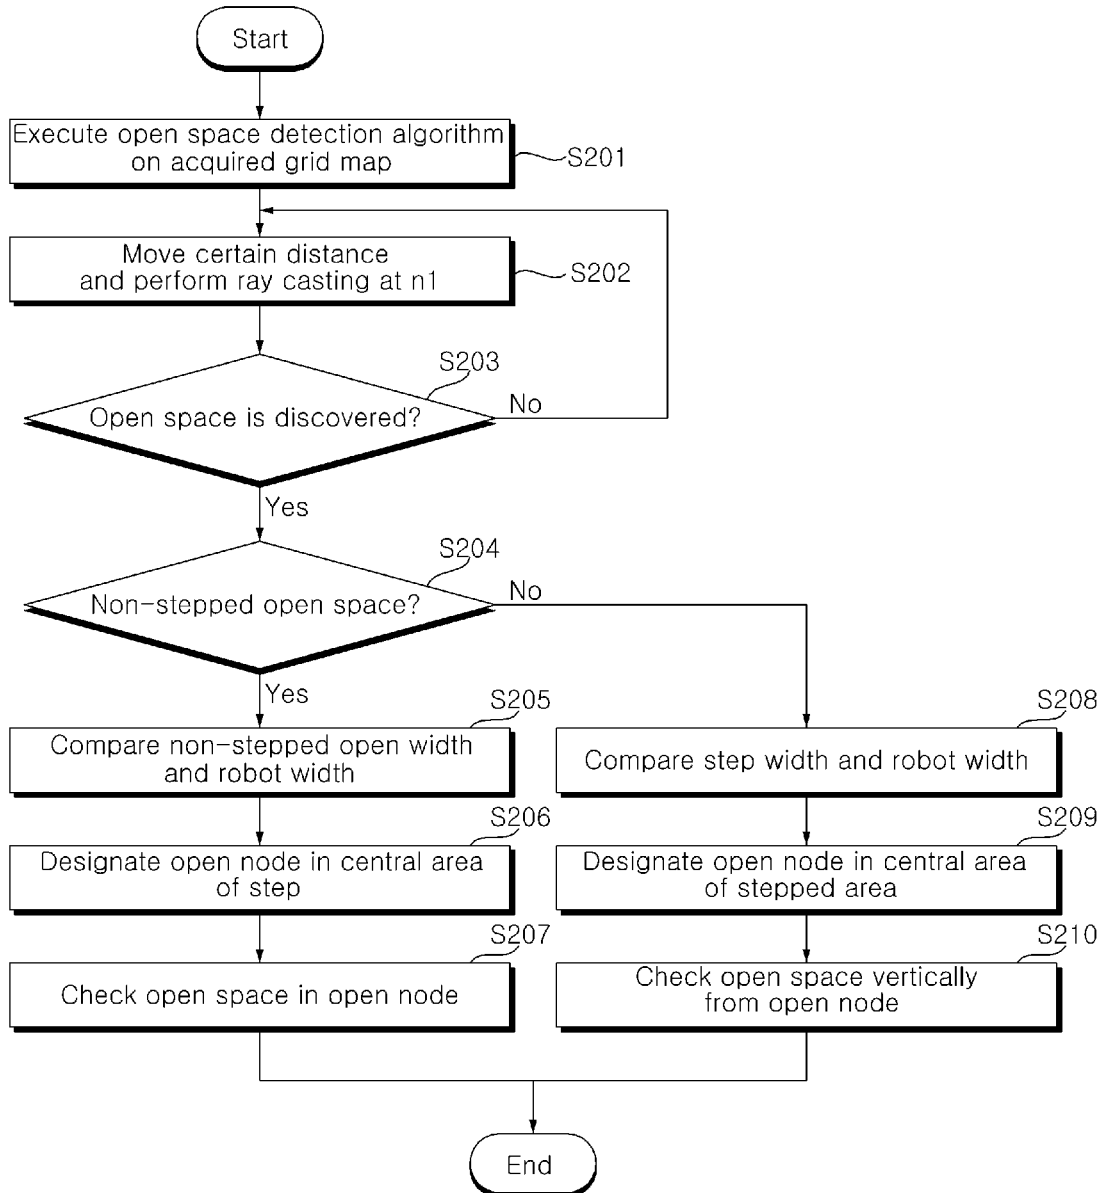 Start
Execute open space detection algorithm
on acquired grid map
S201
Move certain distance
and perform ray casting at n1
S202
S203
Open space is discovered?
No
Yes
S204
Non-stepped open space?
No
Yes
S205
Compare non-stepped open width
and robot width
S208
Compare step width and robot width
S206
Designate open node in central area
of step
S209
Designate open node in central area
of stepped area
S207
Check open space in open node
S210
Check open space vertically
from open node
End